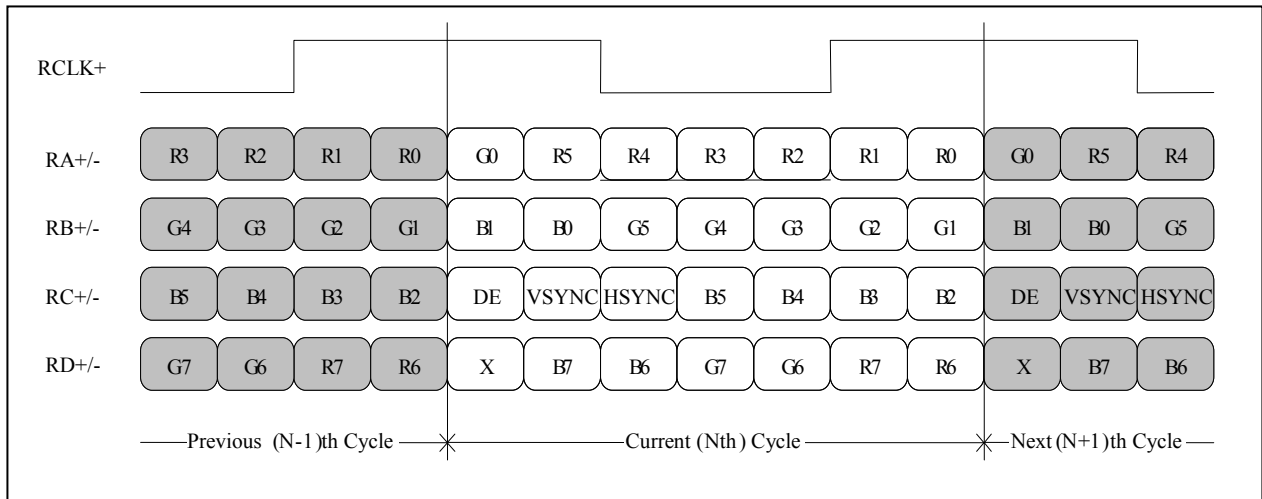 RCLK+
RA+/- R3 R2 R1 R0 G0 R5 R4 R3 R2 R1 R0 G0 R5 R4
RB+/- G4 G3 G2 G1 B1 B0 G5 G4 G3 G2 G1 B1 B0 G5
RC+/- B5 B4 B3 B2 DE VSYNC HSYNC B5 B4 B3 B2 DE VSYNC HSYNC
RD+/- G7 G6 R7 R6 X B7 B6 G7 G6 R7 R6 X B7 B6
Previous (N-1)th Cycle Current (Nth) Cycle Next (N+1)th Cycle